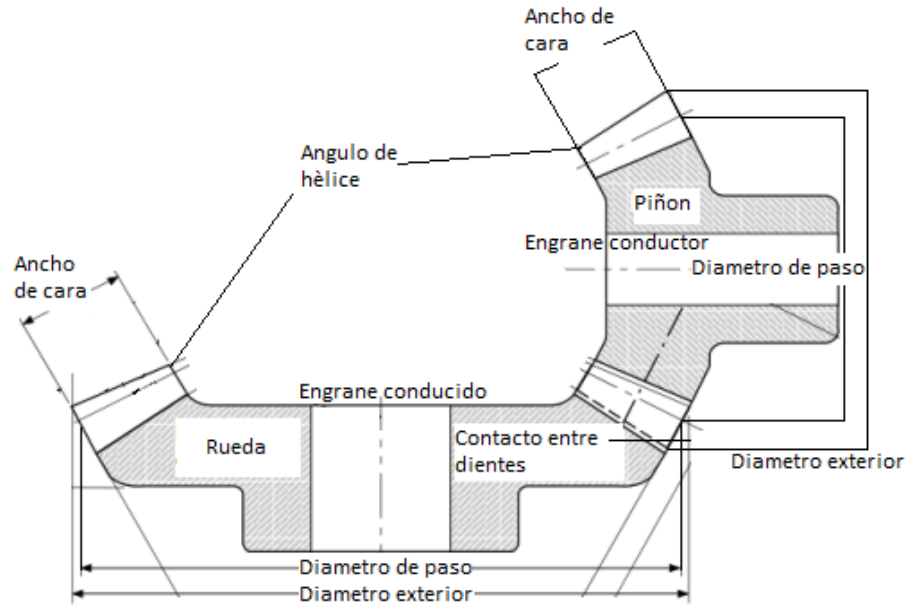 Ancho de
cara
Angulo de
hèlice
Piñon
Engrane conductor
Diametro de paso
Ancho
de cara
Engrane conducido
Rueda
Contacto entre
dientes
Diametro exterior
Diametro de paso
Diametro exterior